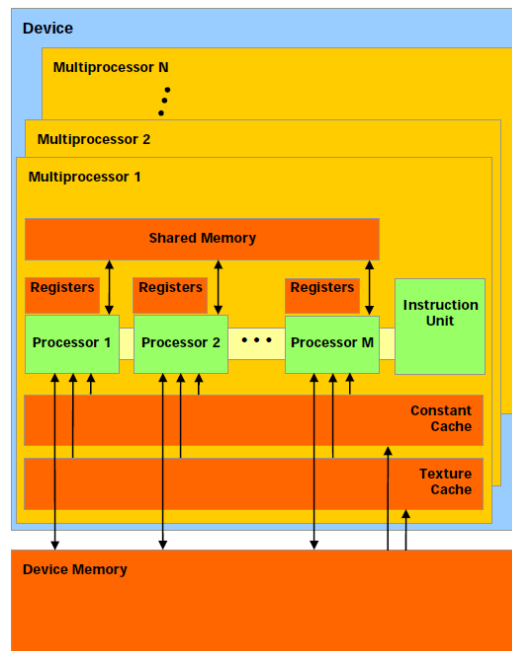 Device
Multiprocessor N
Multiprocessor 2
Multiprocessor 1
Shared Memory
Registers
Registers
Registers
Instruction
Unit
Processor 1
Processor 2
Processor M
Constant
Cache
Texture
Cache
Device Memory